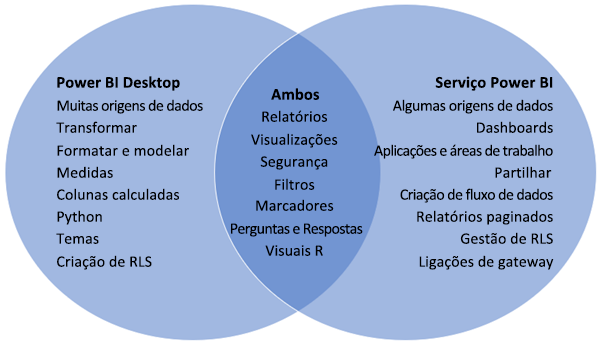 Power BI Desktop
Muitas origens de dados
Transformar
Formatar e modelar
Medidas
Colunas calculadas
Python
Temas
Criação de RLS
Ambos
Relatórios
Visualizações
Segurança
Filtros
Marcadores
Perguntas e Respostas
Visuais R
Serviço Power BI
Algumas origens de dados
Dashboards
Aplicações e áreas de trabalho
Partilhar
Criação de fluxo de dados
Relatórios paginados
Gestão de RLS
Ligações de gateway